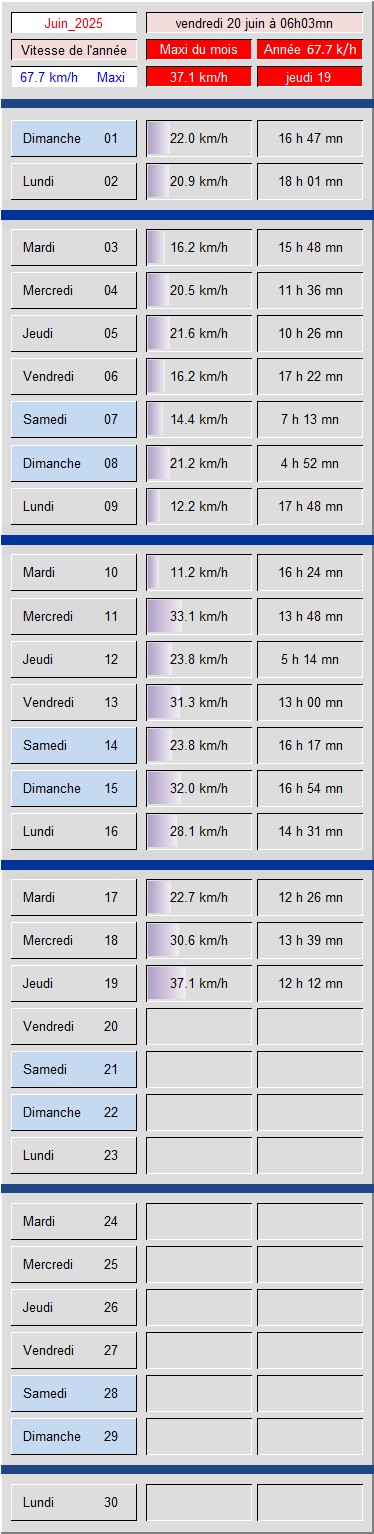 Juin_2025 vendredi 20 juin à 06h03mn
Vitesse de l'année Maxi du mois Année 67.7 k/h
67.7 km/h Maxi 37.1 km/h jeudi 19
Dimanche 01 22.0 km/h 16 h 47 mn
Lundi 02 20.9 km/h 18 h 01 mn
Mardi 03 16.2 km/h 15 h 48 mn
Mercredi 04 20.5 km/h 11 h 36 mn
Jeudi 05 21.6 km/h 10 h 26 mn
Vendredi 06 16.2 km/h 17 h 22 mn
Samedi 07 14.4 km/h 7 h 13 mn
Dimanche 08 21.2 km/h 4 h 52 mn
Lundi 09 12.2 km/h 17 h 48 mn
Mardi 10 11.2 km/h 16 h 24 mn
Mercredi 11 33.1 km/h 13 h 48 mn
Jeudi 12 23.8 km/h 5 h 14 mn
Vendredi 13 31.3 km/h 13 h 00 mn
Samedi 14 23.8 km/h 16 h 17 mn
Dimanche 15 32.0 km/h 16 h 54 mn
Lundi 16 28.1 km/h 14 h 31 mn
Mardi 17 22.7 km/h 12 h 26 mn
Mercredi 18 30.6 km/h 13 h 39 mn
Jeudi 19 37.1 km/h 12 h 12 mn
Vendredi 20
Samedi 21
Dimanche 22
Lundi 23
Mardi 24
Mercredi 25
Jeudi 26
Vendredi 27
Samedi 28
Dimanche 29
Lundi 30